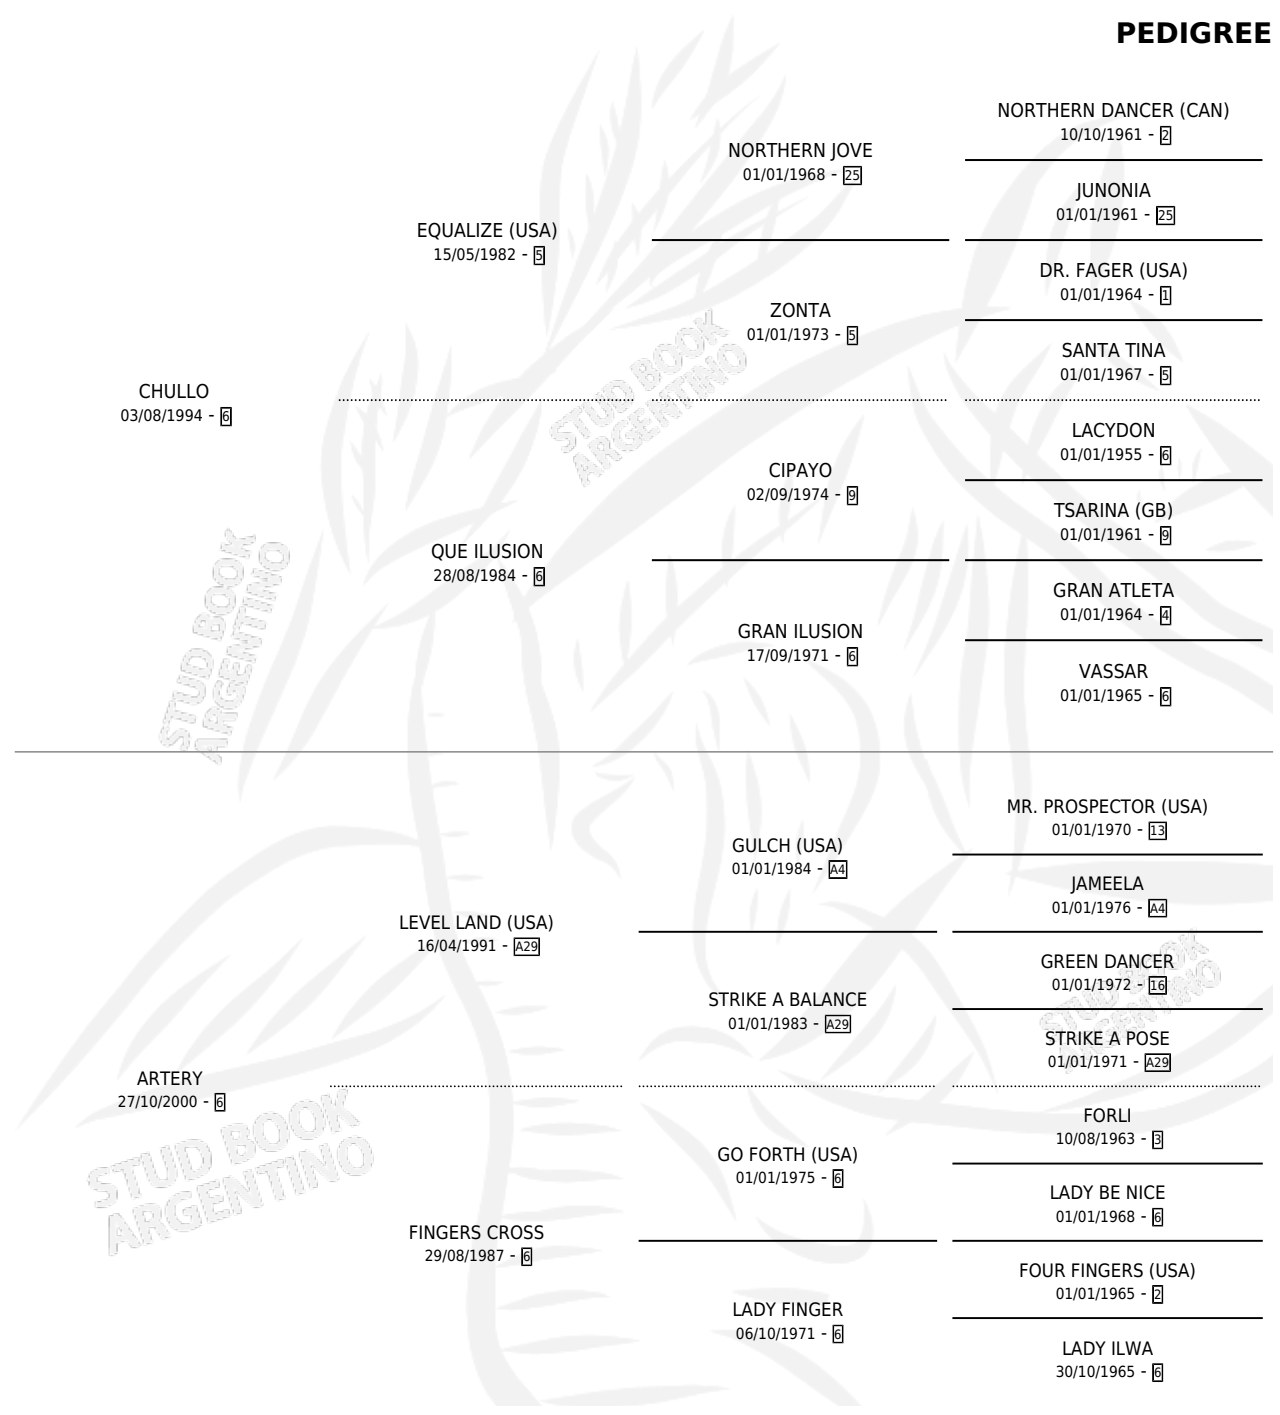 PEDIGREE
NORTHERN DANCER (CAN)
10/10/1961 - 2
NORTHERN JOVE
01/01/1968 - 25
JUNONIA
01/01/1961 - 25
EQUALIZE (USA)
15/05/1982 - 5
DR. FAGER (USA)
01/01/1964 - 1
ZONTA
01/01/1973 - 5
SANTA TINA
01/01/1967 - 5
CHULLO
03/08/1994 - 6
LACYDON
01/01/1955 - 6
CIPAYO
02/09/1974 - 9
TSARINA (GB)
01/01/1961 - 9
QUE ILUSION
28/08/1984 - 6
GRAN ATLETA
01/01/1964 - 4
GRAN ILUSION
17/09/1971 - 6
VASSAR
01/01/1965 - 6
MR. PROSPECTOR (USA)
01/01/1970 - 13
GULCH (USA)
01/01/1984 - A4
JAMEELA
01/01/1976 - A4
LEVEL LAND (USA)
16/04/1991 - A29
GREEN DANCER
01/01/1972 - 16
STRIKE A BALANCE
01/01/1983 - A29
STRIKE A POSE
01/01/1971 - A29
ARTERY
27/10/2000 - 6
FORLI
10/08/1963 - 3
GO FORTH (USA)
01/01/1975 - 6
LADY BE NICE
01/01/1968 - 6
FINGERS CROSS
29/08/1987 - 6
FOUR FINGERS (USA)
01/01/1965 - 2
LADY FINGER
06/10/1971 - 6
LADY ILWA
30/10/1965 - 6
STUD BOOK
ARGENTINO
STUD BOOK
ARGENTINO
STUD BOOK
ARGENTINO
STUD BOOK
ARGENTINO